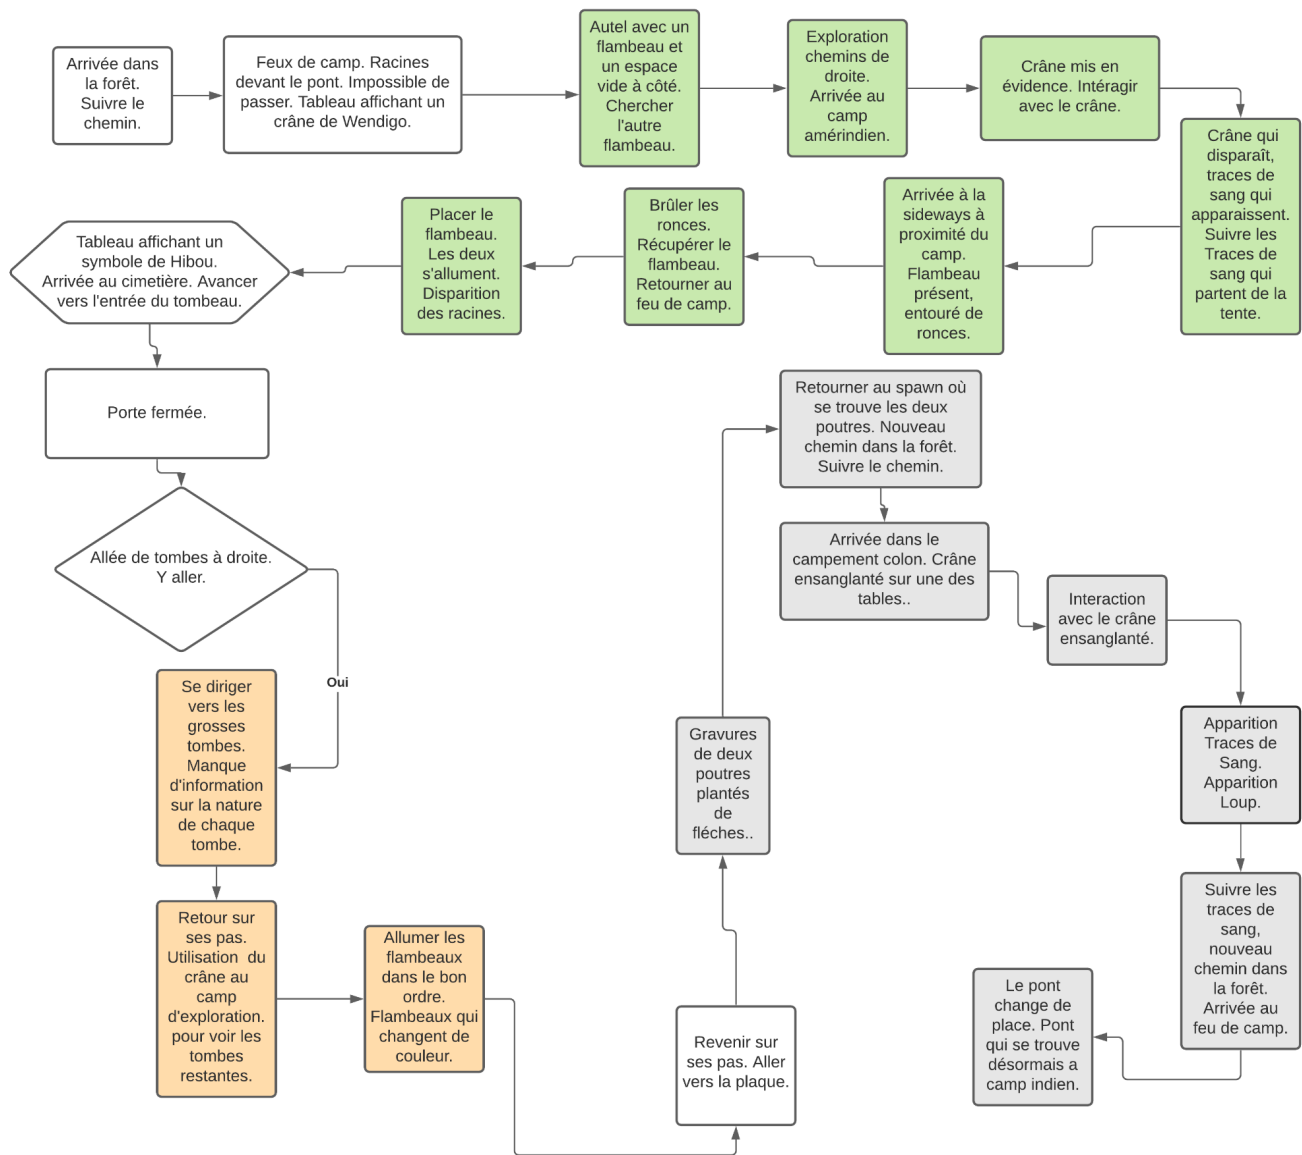 Arrivée dans
la forêt.
Suivre le
chemin.
Feux de camp. Racines
devant le pont. Impossible de
passer. Tableau affichant un
crâne de Wendigo.
Autel avec un
flambeau et
un espace
vide à côté.
Chercher
l'autre
flambeau.
Exploration
chemins de
droite.
Arrivée au
camp
amérindien.
Crâne mis en
évidence. Intéragir
avec le crâne.
Crâne qui
disparaît,
traces de
sang qui
apparaissent.
Suivre les
Traces de
sang qui
partent de la
tente.
Arrivée à la
sideways à
proximité du
camp.
Flambeau
présent,
entouré de
ronces.
Brûler les
ronces.
Récupérer le
flambeau.
Retourner au
feu de camp.
Placer le
flambeau.
Les deux
s'allument.
Disparition
des racines.
Tableau affichant un
symbole de Hibou.
Arrivée au cimetière. Avancer
vers l'entrée du tombeau.
Porte fermée.
Allée de tombes à droite.
Y aller.
Oui
Se diriger
vers les
grosses
tombes.
Manque
d'information
sur la nature
de chaque
tombe.
Retour sur
ses pas.
Utilisation du
crâne au
camp
d'exploration.
pour voir les
tombes
restantes.
Allumer les
flambeaux
dans le bon
ordre.
Flambeaux qui
changent de
couleur.
Revenir sur
ses pas. Aller
vers la plaque.
Gravures
de deux
poutres
plantés
de
fléches..
Retourner au spawn où
se trouve les deux
poutres. Nouveau
chemin dans la forêt.
Suivre le chemin.
Arrivée dans le
campement colon. Crâne
ensanglanté sur une des
tables..
Interaction
avec le crâne
ensanglanté.
Apparition
Traces de
Sang.
Apparition
Loup.
Suivre les
traces de
sang,
nouveau
chemin dans
la forêt.
Arrivée au
feu de camp.
Le pont
change de
place. Pont
qui se trouve
désormais a
camp indien.